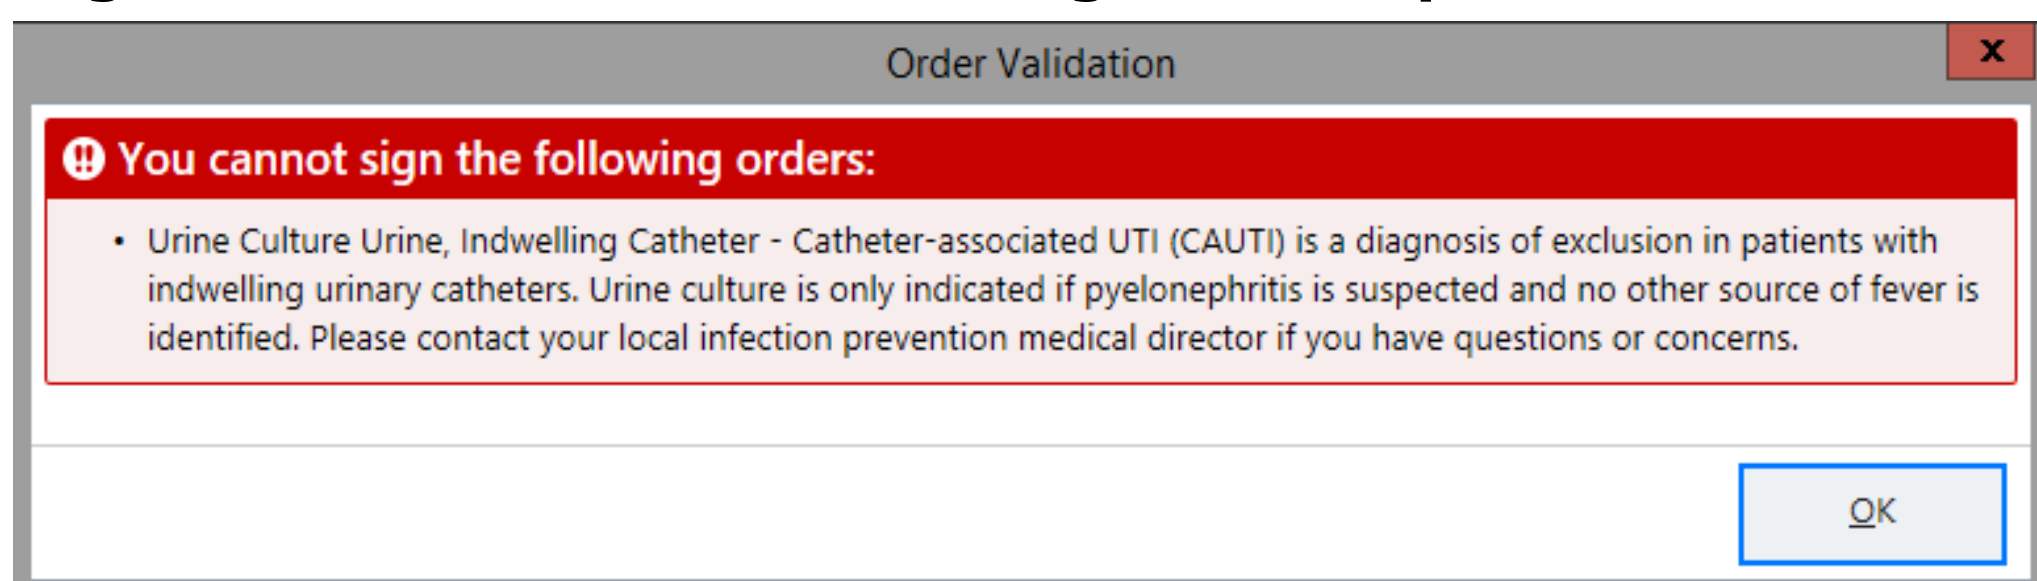 Order Validation
x
You cannot sign the following orders:
• Urine Culture Urine, Indwelling Catheter - Catheter-associated UTI (CAUTI) is a diagnosis of exclusion in patients with
indwelling urinary catheters. Urine culture is only indicated if pyelonephritis is suspected and no other source of fever is
identified. Please contact your local infection prevention medical director if you have questions or concerns.
OK